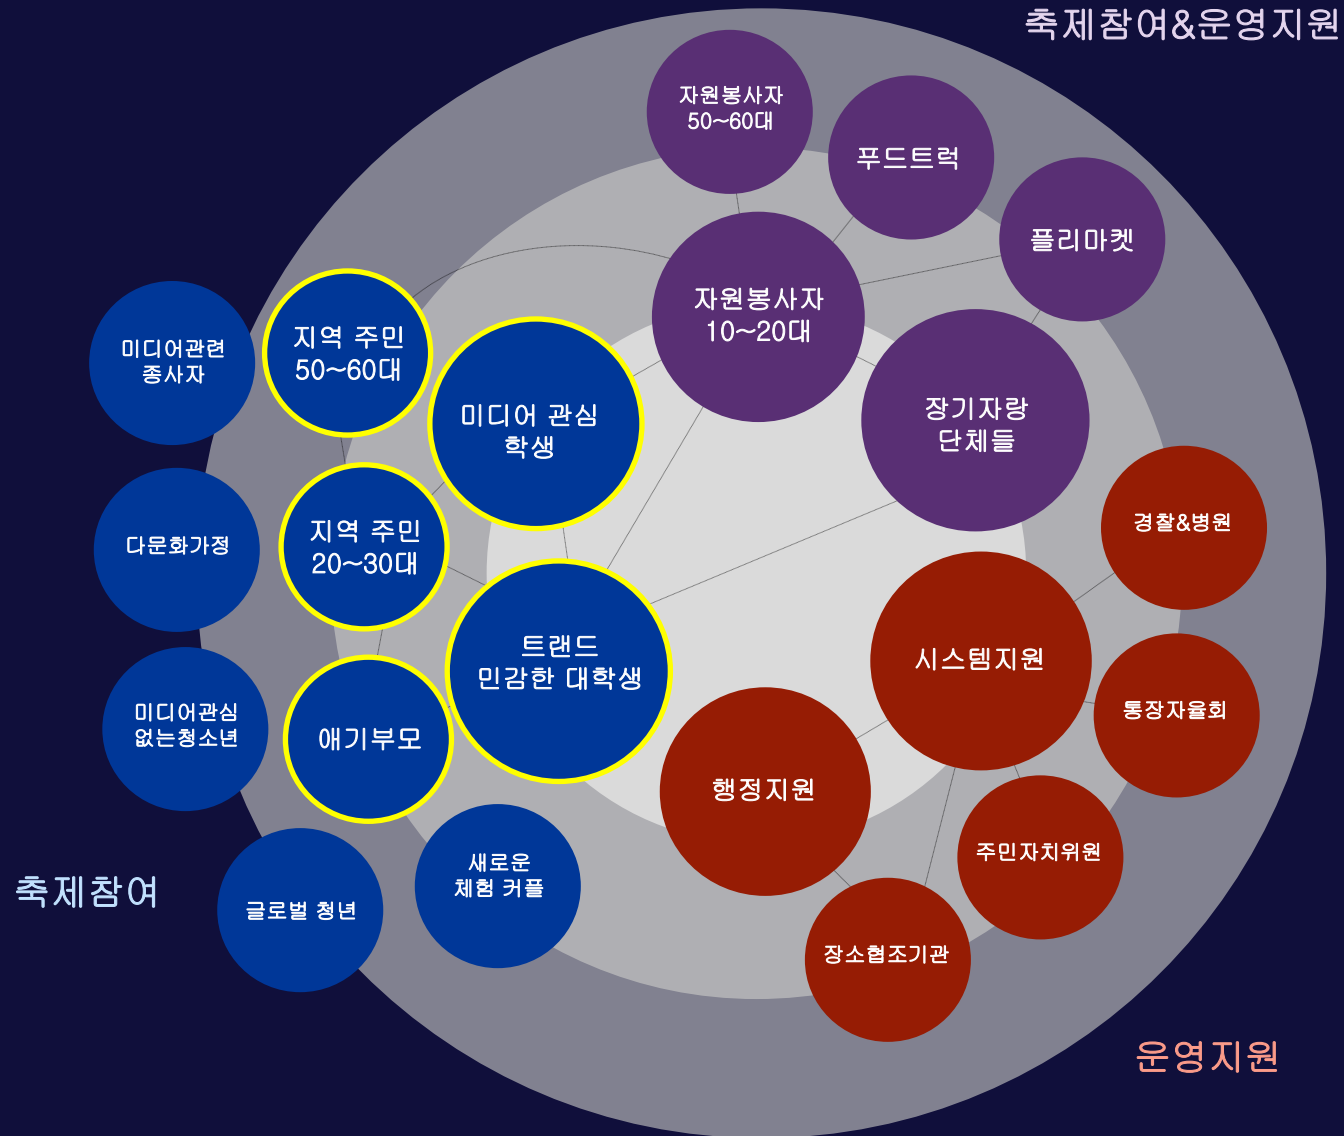 축제참여&운영지원
자원봉사자
50~60대
푸드트럭
플리마켓
자원봉사자
10~20대
장기자랑
단체들
미디어관련
종사자
지역 주민
50~60대
미디어 관심
학생
다문화가정
지역 주민
20~30대
트랜드
민감한 대학생
미디어관심
없는청소년
애기부모
글로벌 청년
새로운
체험 커플
축제참여
경찰&병원
시스템지원
통장자율회
행정지원
주민자치위원
장소협조기관
운영지원